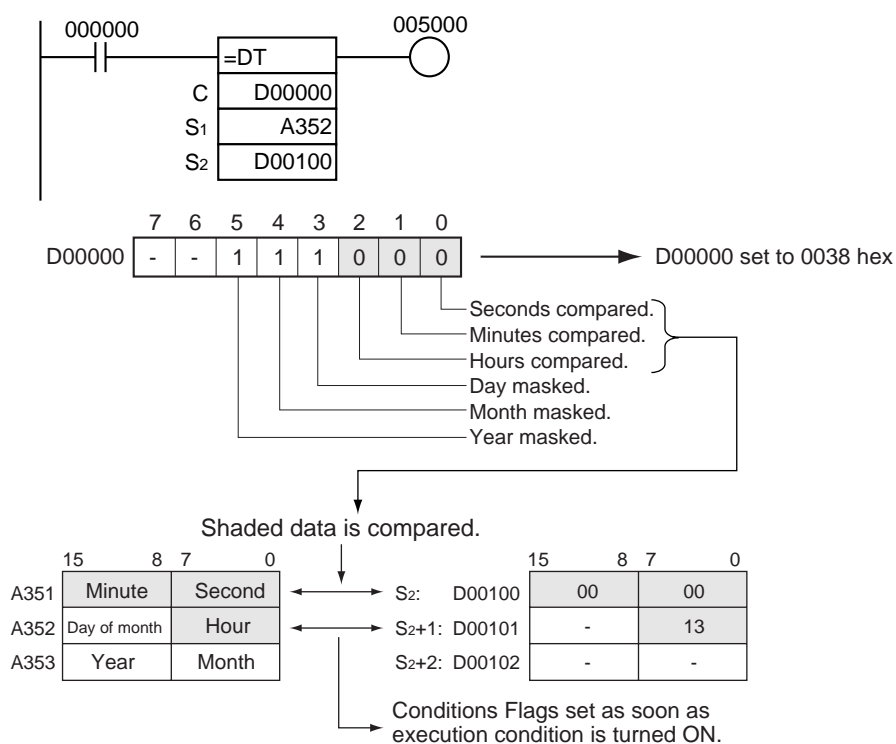 000000
005000
=DT
C D00000
S1 A352
S2 D00100
7 6 5 4 3 2 1 0
D00000 - - 1 1 1 0 0 0 D00000 set to 0038 hex
Seconds compared.
Minutes compared.
Hours compared.
Day masked.
Month masked.
Year masked.
Shaded data is compared.
15 8 7 0 15 8 7 0
A351 Minute Second S2: D00100 00 00
A352 Day of month Hour S2+1: D00101 - 13
A353 Year Month S2+2: D00102 - -
Conditions Flags set as soon as
execution condition is turned ON.